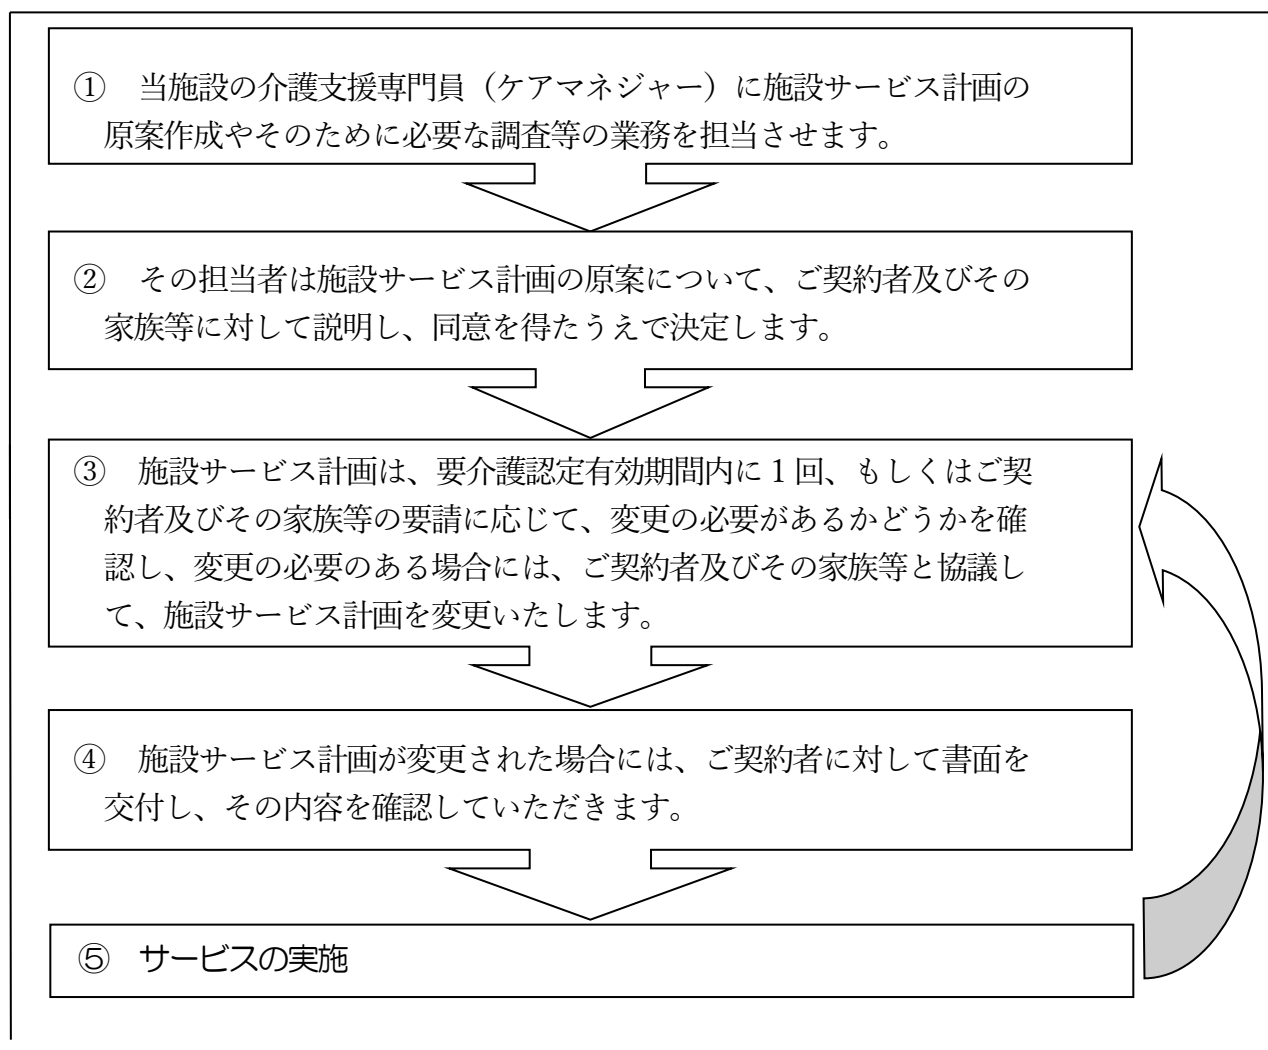 ① 当施設の介護支援専門員(ケアマネジャー)に施設サービス計画の
原案作成やそのために必要な調査等の業務を担当させます。
② その担当者は施設サービス計画の原案について、ご契約者及びその
家族等に対して説明し、同意を得たうえで決定します。
③ 施設サービス計画は、要介護認定有効期間内に1回、もしくはご契
約者及びその家族等の要請に応じて、変更の必要があるかどうかを確
認し、変更の必要のある場合には、ご契約者及びその家族等と協議し
て、施設サービス計画を変更いたします。
④ 施設サービス計画が変更された場合には、ご契約者に対して書面を
交付し、その内容を確認していただきます。
⑤ サービスの実施